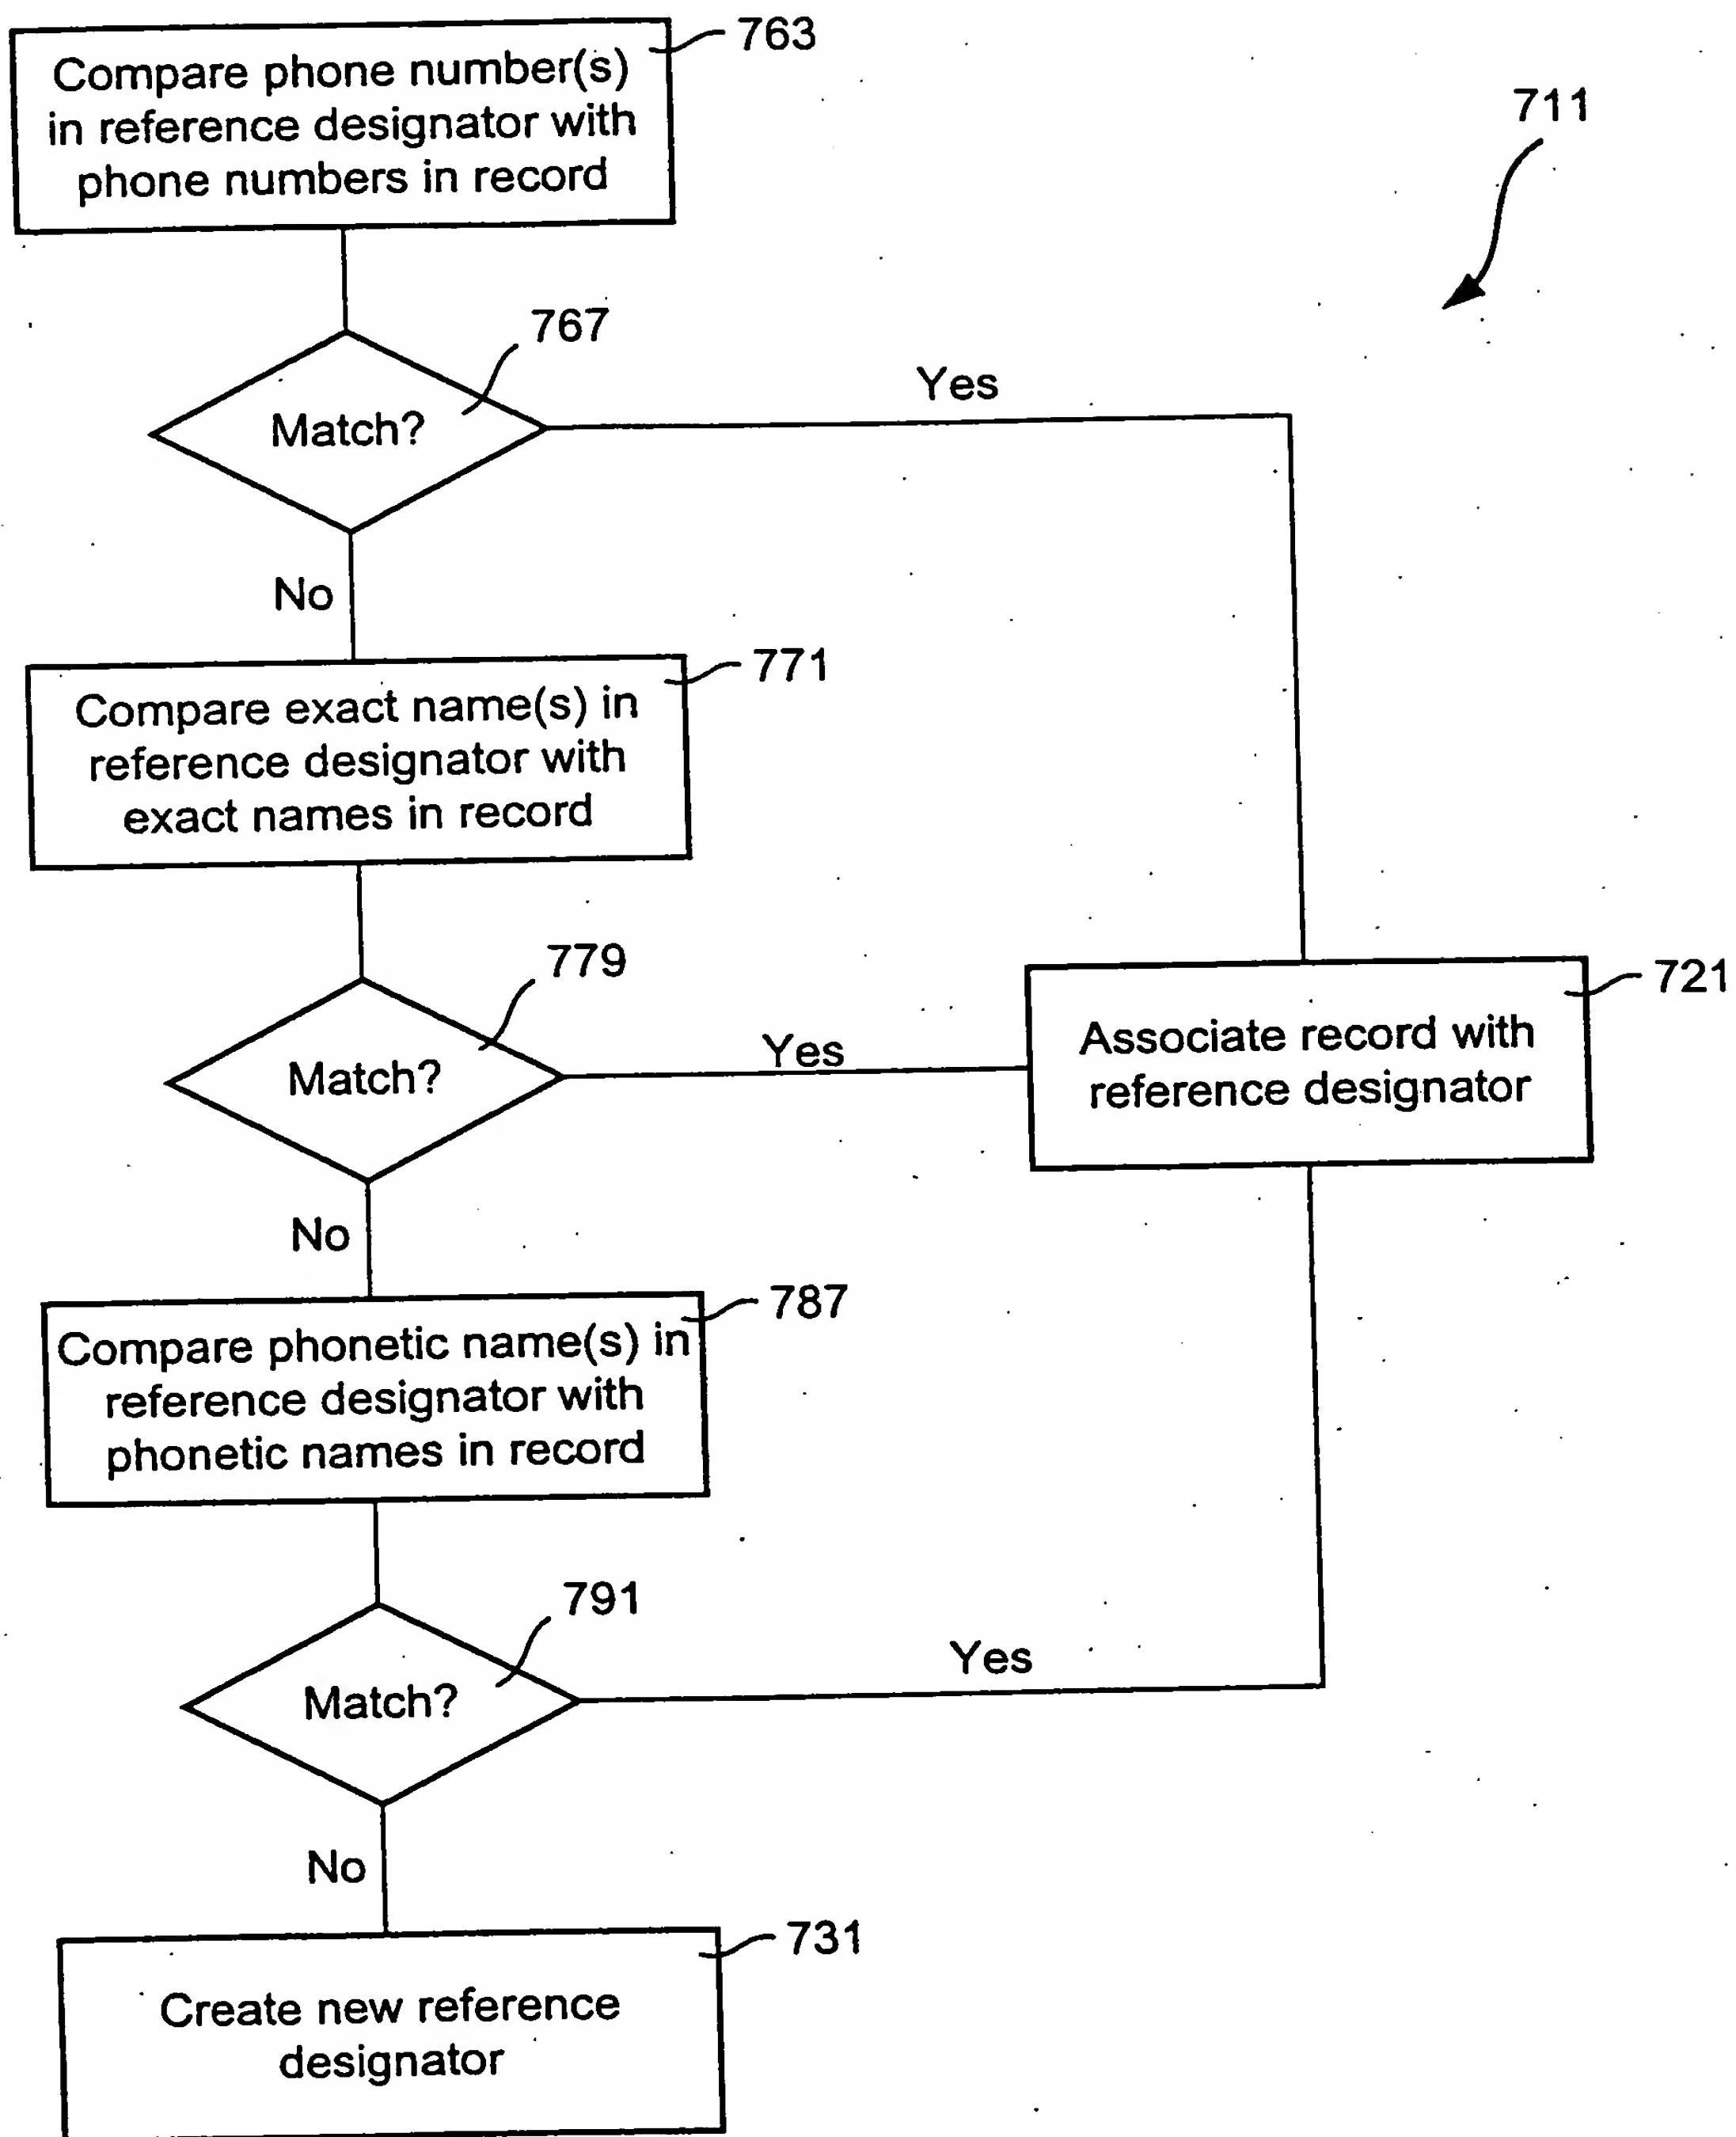 763
Compare phone number(s)
in reference designator with
phone numbers in record
711
767
Match?
Yes
No
771
Compare exact name(s) in
reference designator with
exact names in record
779
Match?
Yes
721
Associate record with
reference designator
No
787
Compare phonetic name(s) in
reference designator with
phonetic names in record
791
Match?
Yes
No
731
Create new reference
designator